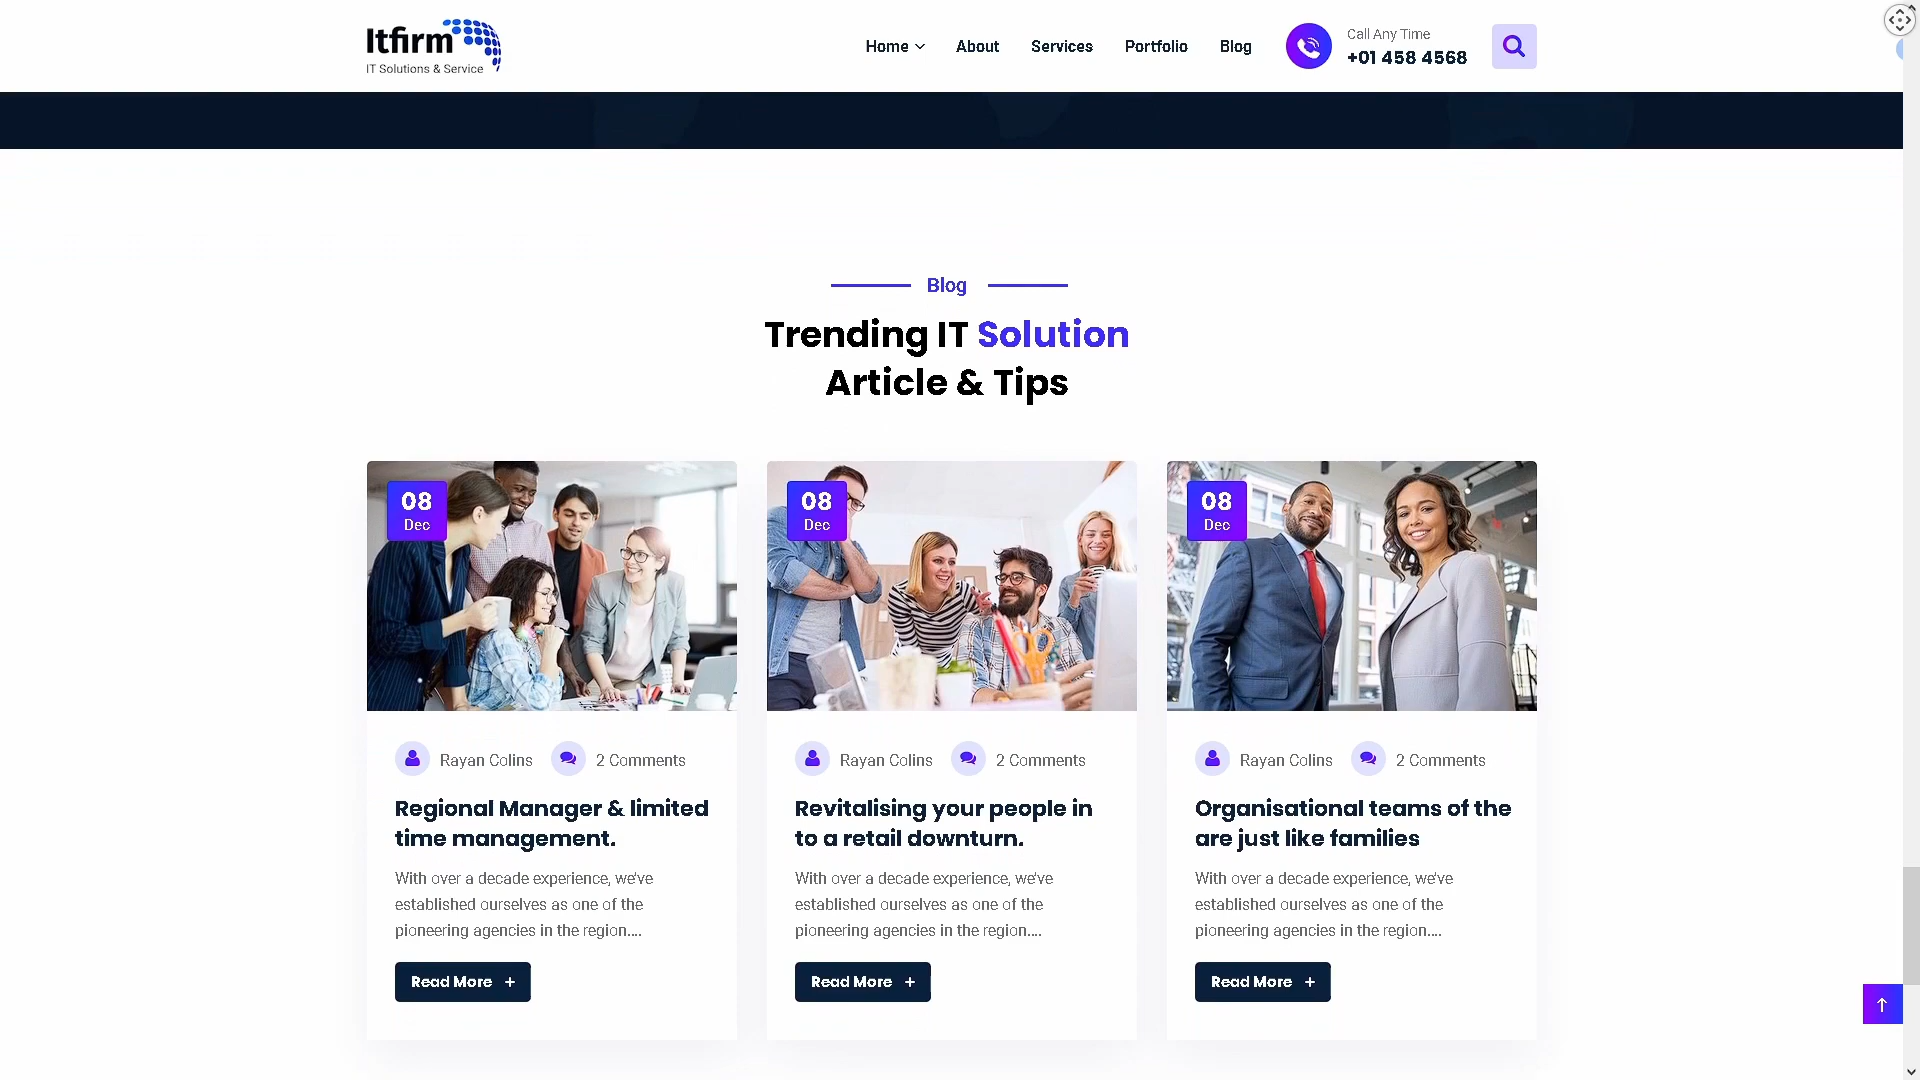 Itfirm
IT Solutions & Service
Home
About
Services
Portfolio
Blog
Call Any Time
+01 458 4568
Blog
Trending IT Solution
Article & Tips
08
Dec
Rayan Colins
2 Comments
Regional Manager & limited
time management.
With over a decade experience, we've
established ourselves as one of the
pioneering agencies in the region....
Read More +
08
Dec
Rayan Colins
2 Comments
Revitalising your people in
to a retail downturn.
With over a decade experience, we've
established ourselves as one of the
pioneering agencies in the region....
Read More +
08
Dec
Rayan Colins
2 Comments
Organisational teams of the
are just like families
With over a decade experience, we've
established ourselves as one of the
pioneering agencies in the region....
Read More +